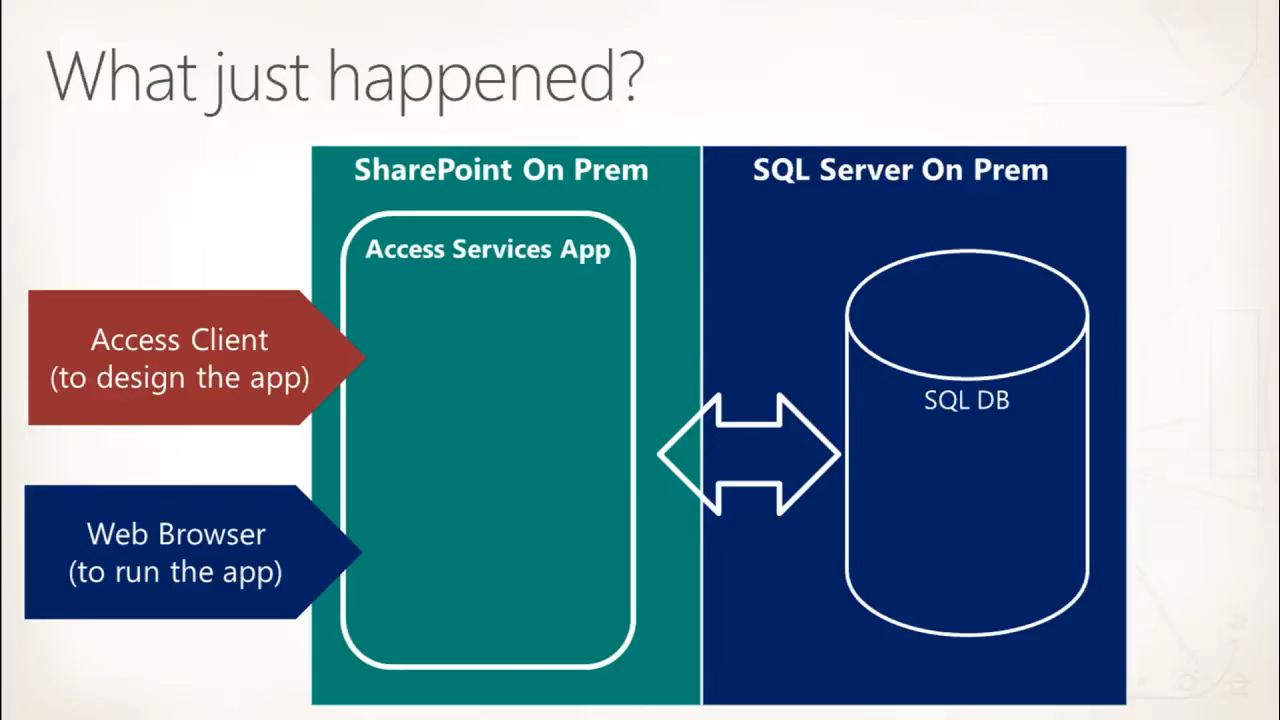 What just happened?
SharePoint On Prem
SQL Server On Prem
Access Services App
Access Client
(to design the app)
SQL DB
Web Browser
(to run the app)